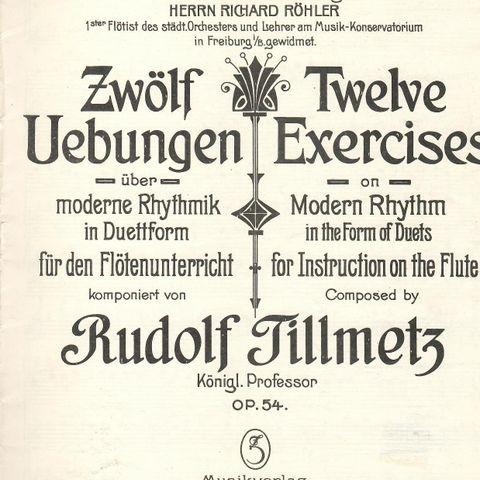 HERRN RICHARD RÖHLER
1ster Flötist des städt. Orchesters und Lehrer am Musik-Konservatorium
in Freiburg i/B. gewidmet.
Zwölf
Uebungen
über
moderne Rhythmik
in Duettform
für den Flötenunterricht
komponiert von
Twelve
Exercises
on
Modern Rhythm
in the Form of Duets
for Instruction on the Flute
Composed by
Rudolf Tillmetz
Königl. Professor
OP. 54.
Musikverlag